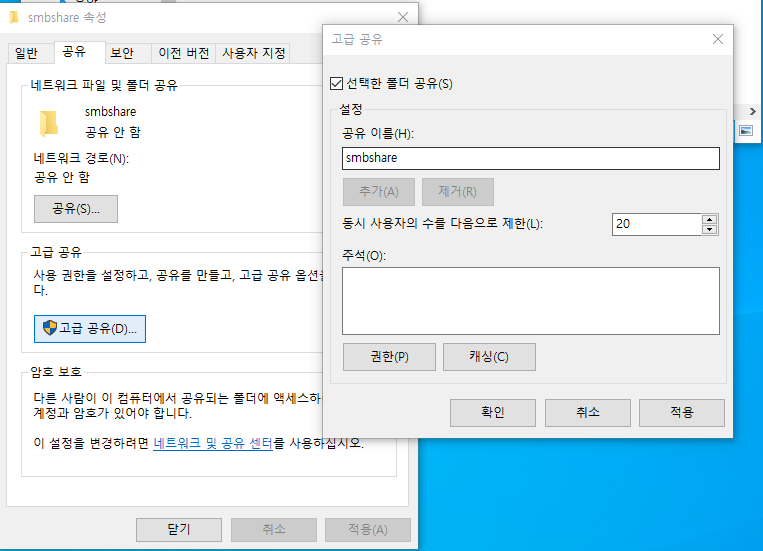 smbshare 속성
일반
공유
보안
이전 버전
사용자 지정
네트워크 파일 및 폴더 공유
smbshare
공유 안 함
네트워크 경로(N):
공유 안 함
공유(S)...
고급 공유
사용 권한을 설정하고, 공유를 만들고, 고급 공유 옵션을
다.
고급 공유(D)...
암호 보호
다른 사람이 이 컴퓨터에서 공유되는 폴더에 액세스하
계정과 암호가 있어야 합니다.
이 설정을 변경하려면 네트워크 및 공유 센터를 사용하십시오.
닫기
취소
적용(A)
고급 공유
선택한 폴더 공유(S)
설정
공유 이름(H):
smbshare
추가(A)
제거(R)
동시 사용자의 수를 다음으로 제한(L):
20
주석(O):
권한(P)
캐싱(C)
확인
취소
적용